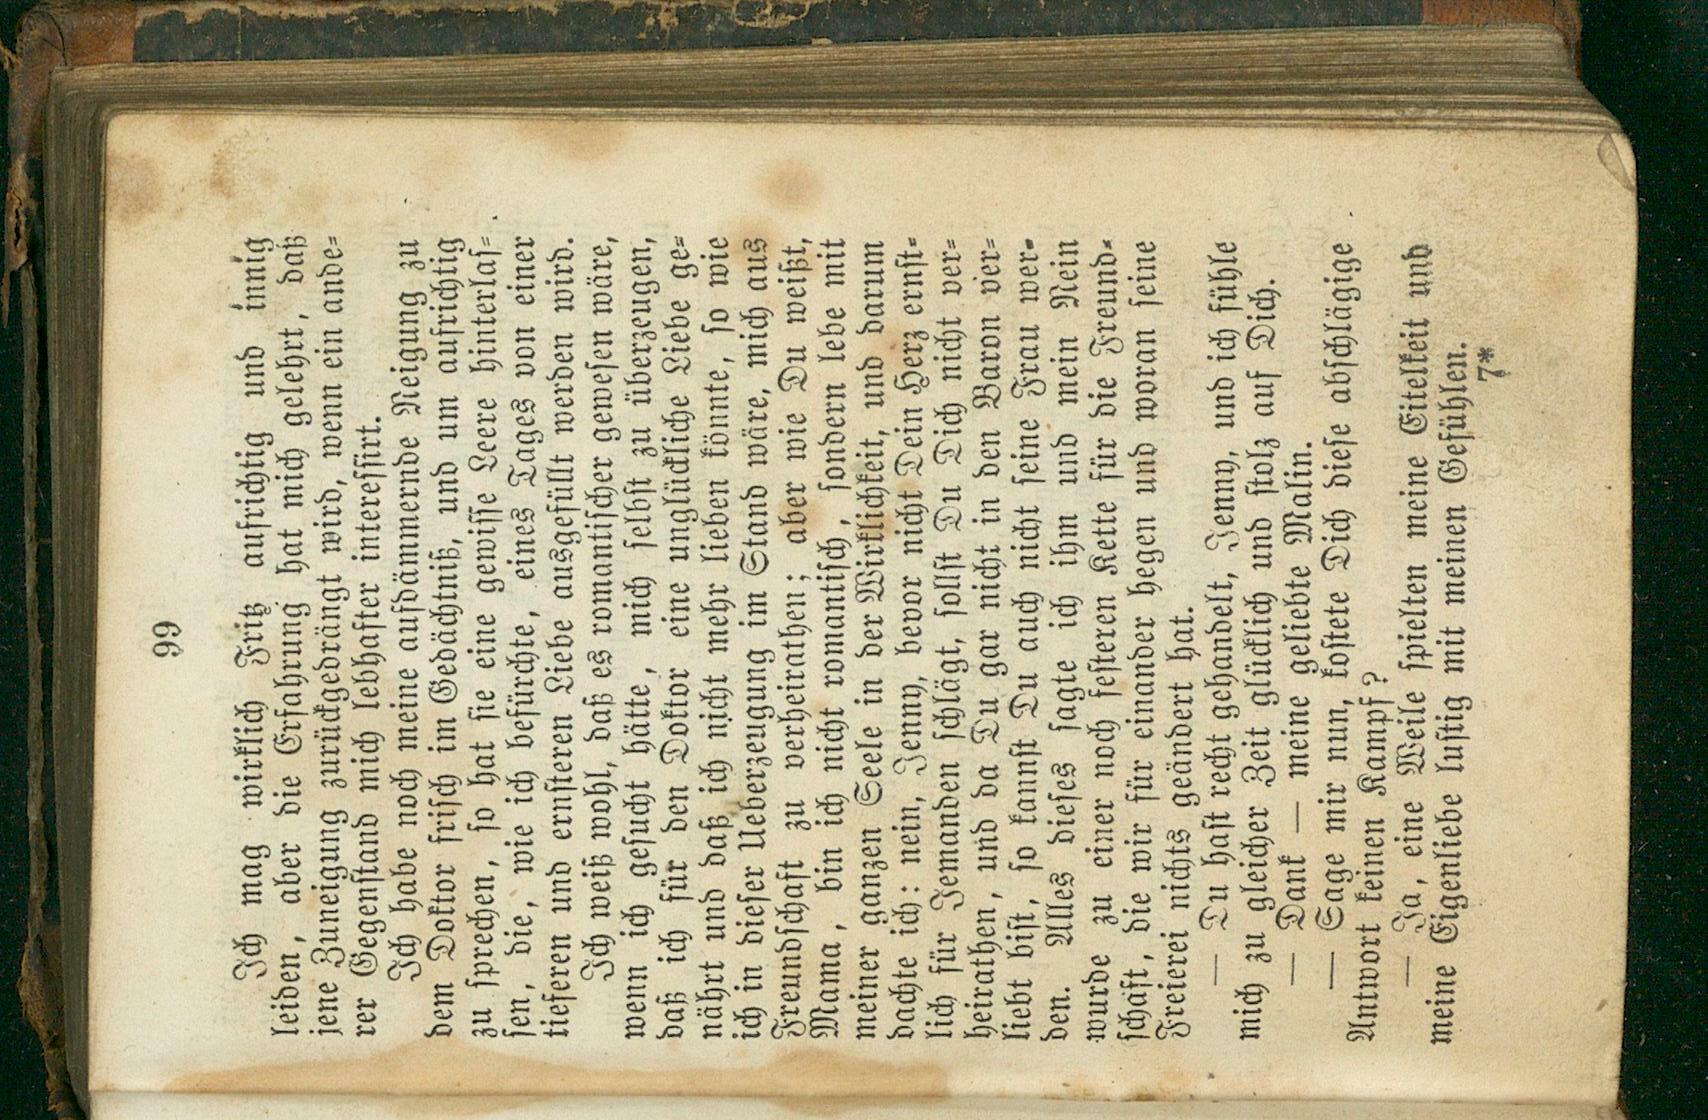 99
Ich mag wirklich Fritz aufrichtig und innig
leiden, aber die Erfahrung hat mich gelehrt, daß
jene Zuneigung zurückgedrängt wird, wenn ein ande=
rer Gegenstand mich lebhafter interessirt.
Ich habe noch meine aufdämmernde Neigung zu
dem Doktor frisch im Gedächtniß, und um aufrichtig
zu sprechen, so hat sie eine gewisse Leere hinterlas=
sen, die, wie ich befürchte, eines Tages von einer
tieferen und ernsteren Liebe ausgefüllt werden wird.
Ich weiß wohl, daß es romantischer gewesen wäre,
wenn ich gesucht hätte, mich selbst zu überzeugen,
daß ich für den Doktor eine unglückliche Liebe ge=
nährt und daß ich nicht mehr lieben könnte, so wie
ich in dieser Ueberzeugung im Stand wäre, mich aus
Freundschaft zu verheirathen; aber wie Du weißt,
Mama, bin ich nicht romantisch, sondern lebe mit
meiner ganzen Seele in der Wirklichkeit, und darum
dachte ich: nein, Jenny, bevor nicht Dein Herz ernst=
lich für Jemanden schlägt, sollst Du Dich nicht ver=
heirathen, und da Du gar nicht in den Baron ver=
liebt bist, so kannst Du auch nicht seine Frau wer=
den. Alles dieses sagte ich ihm und mein Nein
wurde zu einer noch festeren Kette für die Freund=
schaft, die wir für einander hegen und woran seine
Freierei nichts geändert hat.
— Du hast recht gehandelt, Jenny, und ich fühle
mich zu gleicher Zeit glücklich und stolz auf Dich.
— Dank — meine geliebte Malin.
— Sage mir nun, kostete Dich diese abschlägige
Antwort keinen Kampf?
— Ja, eine Weile spielten meine Eitelkeit und
meine Eigenliebe lustig mit meinen Gefühlen.
7*